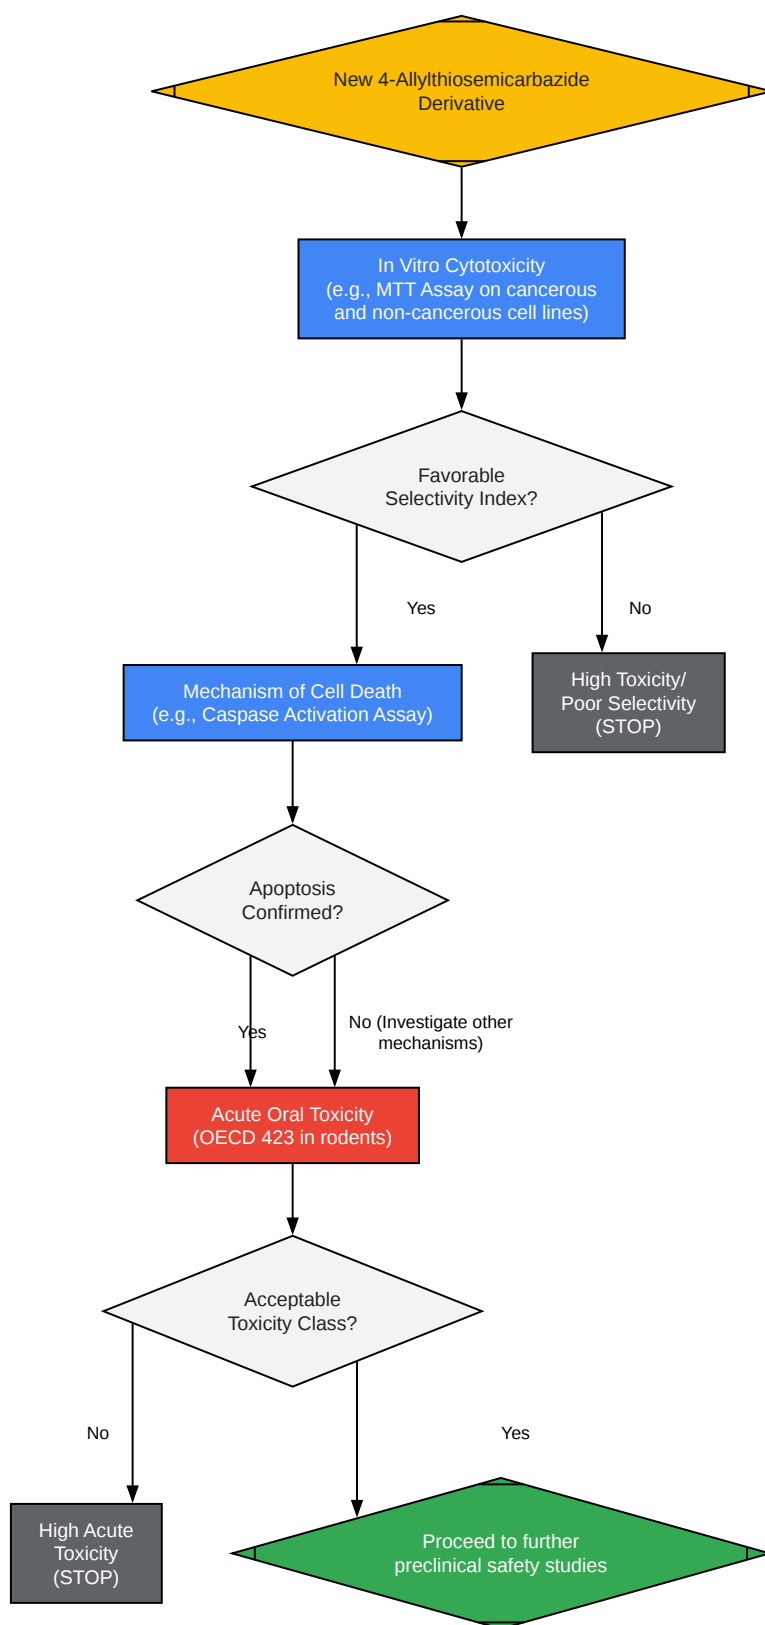 New 4-Allylthiosemicarbazide
Derivative
In Vitro Cytotoxicity
(e.g., MTT Assay on cancerous
and non-cancerous cell lines)
Favorable
Selectivity Index?
Yes
No
Mechanism of Cell Death
(e.g., Caspase Activation Assay)
High Toxicity/
Poor Selectivity
(STOP)
Apoptosis
Confirmed?
Yes
No (Investigate other
mechanisms)
Acute Oral Toxicity
(OECD 423 in rodents)
Acceptable
Toxicity Class?
No
Yes
High Acute
Toxicity
(STOP)
Proceed to further
preclinical safety studies